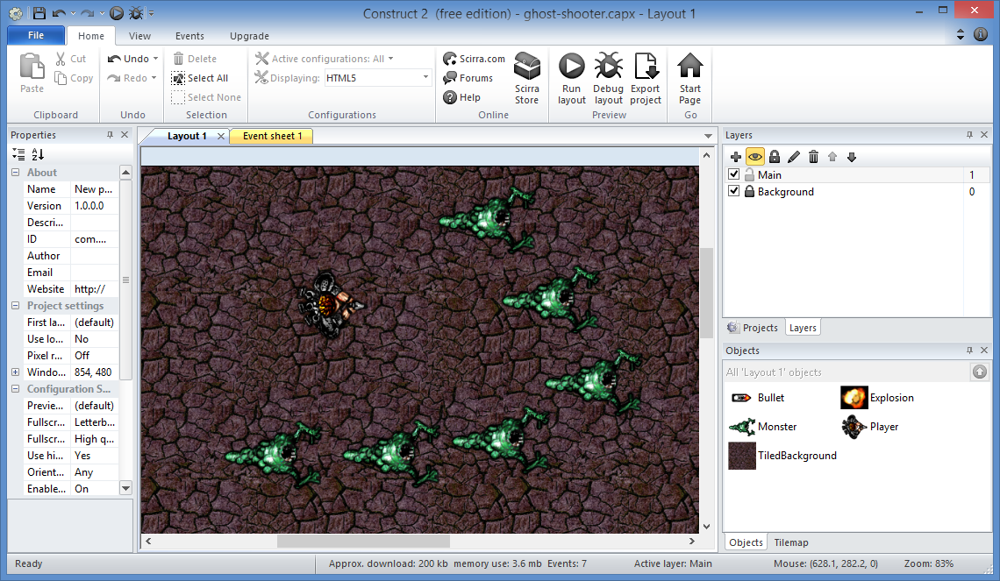 Construct 2 (free edition) - ghost-shooter.capx - Layout 1
File Home View Events Upgrade
Paste
Cut
Copy
Clipboard
Undo
Redo
Undo
Delete
Select All
Select None
Selection
Active configurations: All
Displaying: HTML5
Configurations
Scirra.com
Forums
Help
Scirra Store
Online
Run layout
Debug layout
Export project
Preview
Start Page
Go
Properties
About
Name New p...
Version 1.0.0.0
Descri...
ID com....
Author
Email
Website http://
Project settings
First la... (default)
Use lo... No
Pixel r... Off
Windo... 854, 480
Configuration S...
Previe... (default)
Fullscr... Letterb...
Fullscr... High q...
Use hi... Yes
Orient... Any
Enable... On
Layout 1
Event sheet 1
Layers
Main 1
Background 0
Projects Layers
Objects
All 'Layout 1' objects
Bullet
Explosion
Monster
Player
TiledBackground
Objects Tilemap
Ready
Approx. download: 200 kb memory use: 3.6 mb Events: 7
Active layer: Main
Mouse: (628.1, 282.2, 0)
Zoom: 83%